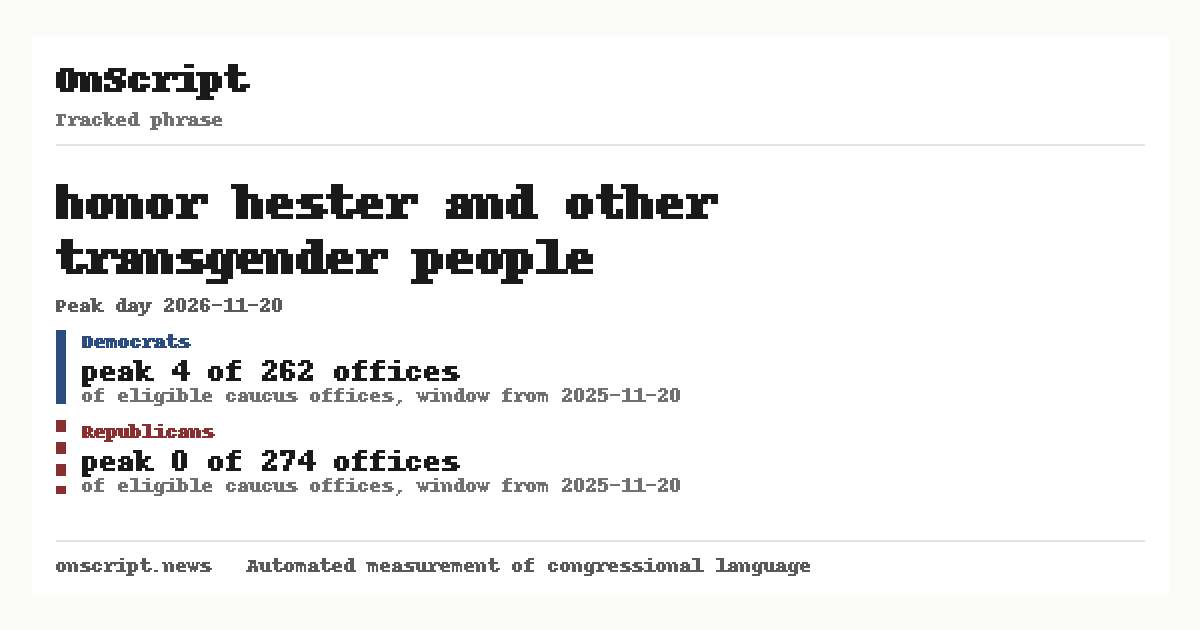 OnScript
Tracked phrase
honor hester and other
transgender people
Peak day 2026-11-20
Democrats
peak 4 of 262 offices
of eligible caucus offices, window from 2025-11-20
Republicans
peak 0 of 274 offices
of eligible caucus offices, window from 2025-11-20
onscript.news Automated measurement of congressional language